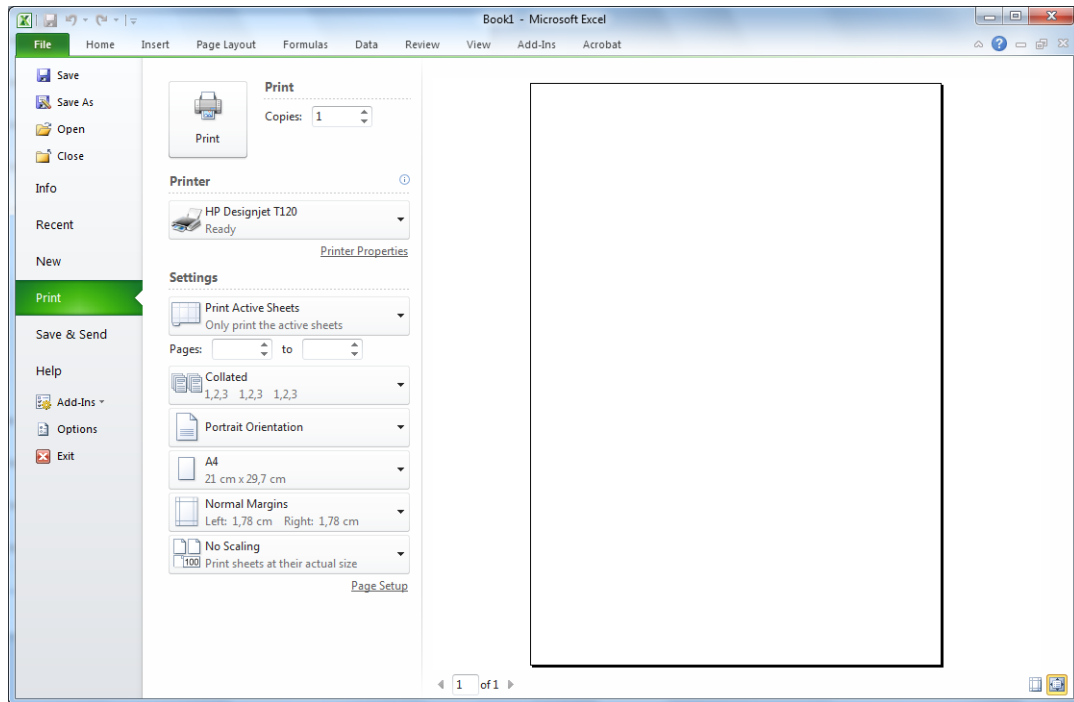 Book1 - Microsoft Excel
File Home Insert Page Layout Formulas Data Review View Add-Ins Acrobat
Save
Save As
Open
Close
Info
Recent
New
Print
Save & Send
Help
Add-Ins
Options
Exit
Print
Print
Copies: 1
Printer
HP Designjet T120
Ready
Printer Properties
Settings
Print Active Sheets
Only print the active sheets
Pages: to
Collated
1,2,3 1,2,3 1,2,3
Portrait Orientation
A4
21 cm x 29,7 cm
Normal Margins
Left: 1,78 cm Right: 1,78 cm
No Scaling
100 Print sheets at their actual size
Page Setup
1 of 1